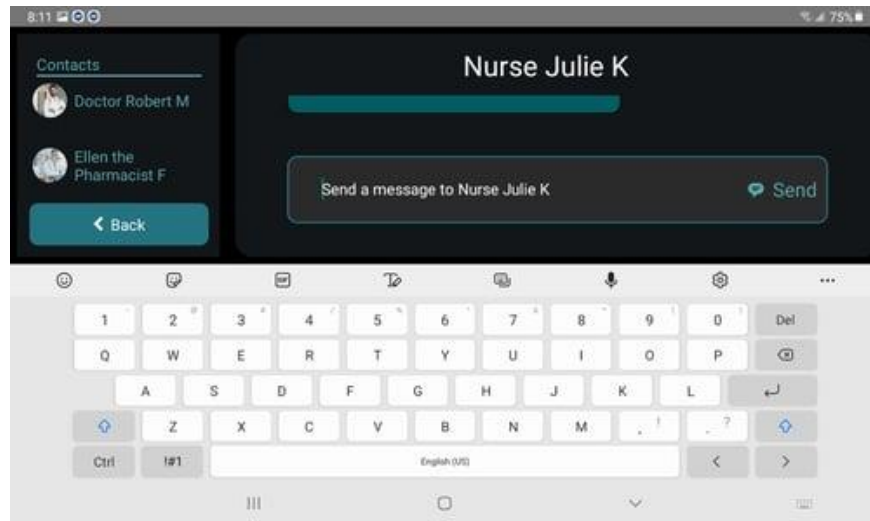 8:11
75%
Contacts
Doctor Robert M
Ellen the
Pharmacist F
Back
Nurse Julie K
Send a message to Nurse Julie K
Send
GIF
1 2 3 4 5 6 7 8 9 0 Del
Q W E R T Y U I O P
A S D F G H J K L
Z X C V B N M , ! . ?
Ctrl !#1 English (US) < >